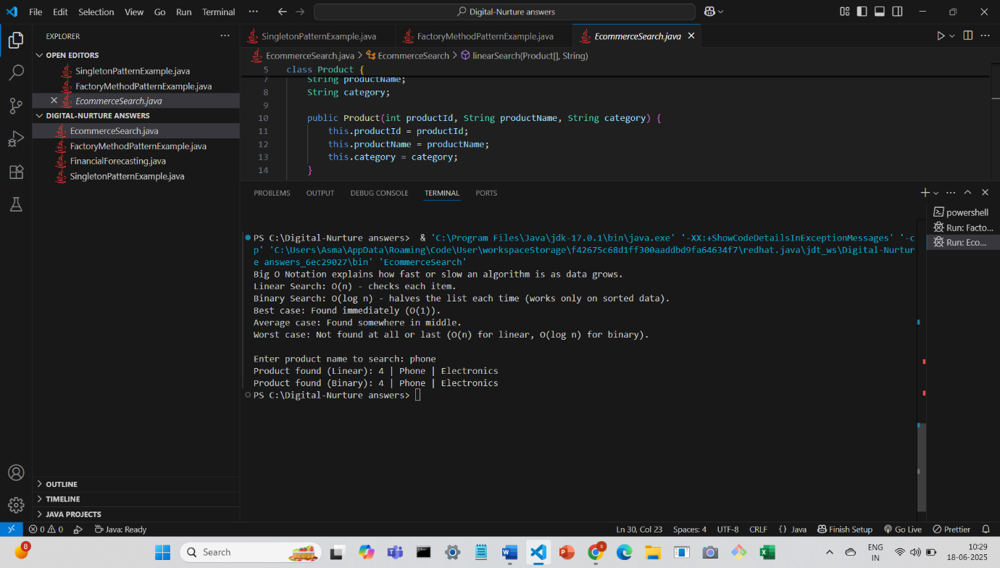 File Edit Selection View Go Run Terminal ··· Digital-Nurture answers
EXPLORER ···
OPEN EDITORS
SingletonPatternExample.java
FactoryMethodPatternExample.java
EcommerceSearch.java
DIGITAL-NURTURE ANSWERS
EcommerceSearch.java
FactoryMethodPatternExample.java
FinancialForecasting.java
SingletonPatternExample.java
OUTLINE
TIMELINE
JAVA PROJECTS
SingletonPatternExample.java FactoryMethodPatternExample.java EcommerceSearch.java
EcommerceSearch.java > EcommerceSearch > linearSearch(Product[], String)
5 class Product {
7 String productName;
8 String category;
9
10 public Product(int productId, String productName, String category) {
11 this.productId = productId;
12 this.productName = productName;
13 this.category = category;
14 }
PROBLEMS OUTPUT DEBUG CONSOLE TERMINAL PORTS
PS C:\Digital-Nurture answers> & 'C:\Program Files\Java\jdk-17.0.1\bin\java.exe' '-XX:+ShowCodeDetailsInExceptionMessages' '-c
p' 'C:\Users\Asma\AppData\Roaming\Code\User\workspaceStorage\f42675c68d1ff300aaddbd9fa64634f7\redhat.java\jdt_ws\Digital-Nurtur
e answers_6ec29027\bin' 'EcommerceSearch'
Big O Notation explains how fast or slow an algorithm is as data grows.
Linear Search: O(n) - checks each item.
Binary Search: O(log n) - halves the list each time (works only on sorted data).
Best case: Found immediately (O(1)).
Average case: Found somewhere in middle.
Worst case: Not found at all or last (O(n) for linear, O(log n) for binary).
Enter product name to search: phone
Product found (Linear): 4 | Phone | Electronics
Product found (Binary): 4 | Phone | Electronics
PS C:\Digital-Nurture answers>
powershell
Run: Facto...
Run: Eco...
0 0 Java: Ready Ln 30, Col 23 Spaces: 4 UTF-8 CRLF {} Java Finish Setup Go Live Prettier
8 Search ENG 10:29
IN 18-06-2025